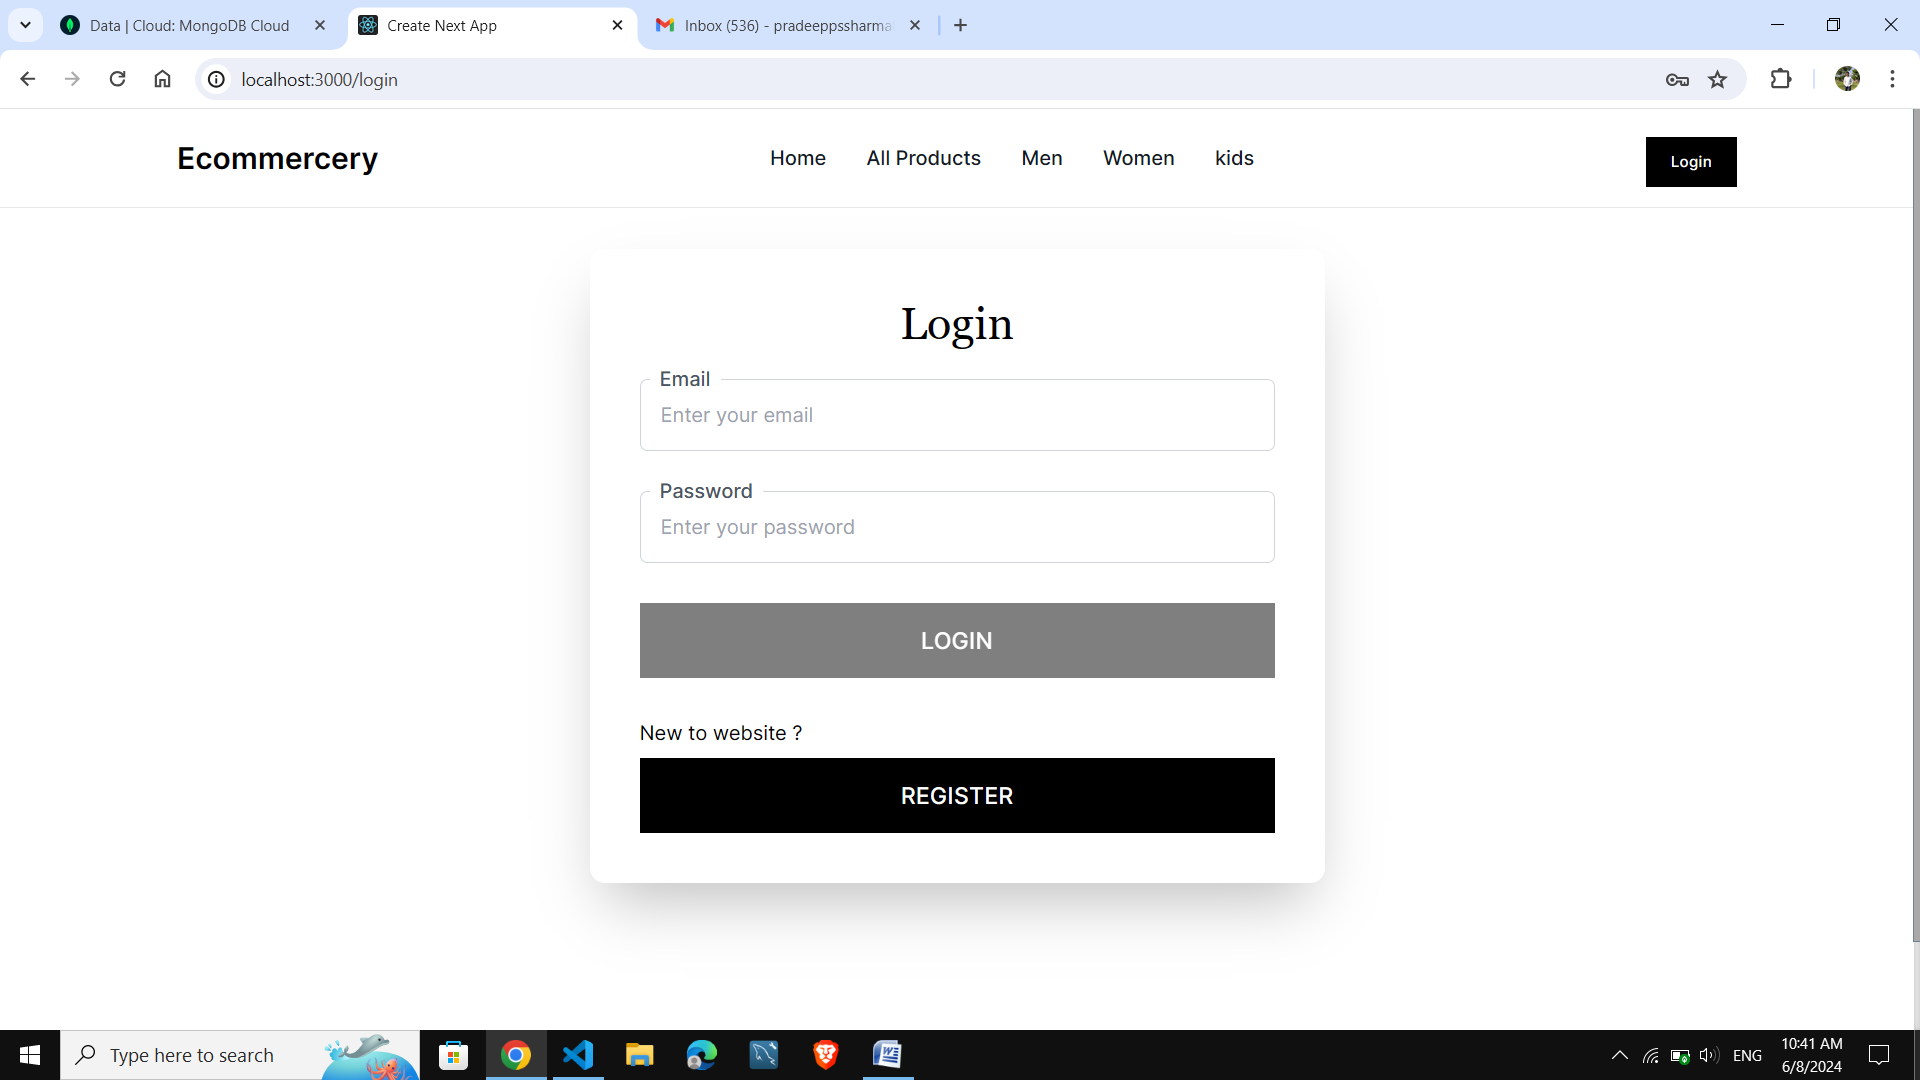 Data | Cloud: MongoDB Cloud
Create Next App
Inbox (536) - pradeeppssharma
localhost:3000/login
Ecommercery
Home
All Products
Men
Women
kids
Login
Login
Email
Enter your email
Password
Enter your password
LOGIN
New to website ?
REGISTER
Type here to search
ENG
10:41 AM
6/8/2024